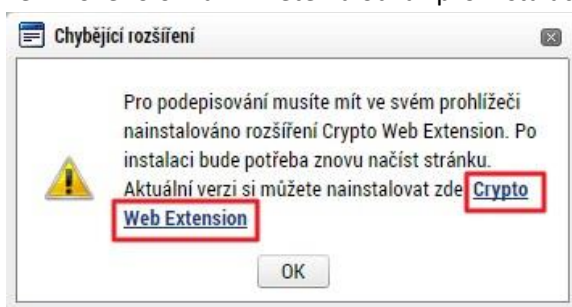 Chybějící rozšíření
Pro podepisování musíte mít ve svém prohlížeči
nainstalováno rozšíření Crypto Web Extension. Po
instalaci bude potřeba znovu načíst stránku.
Aktuální verzi si můžete nainstalovat zde Crypto
Web Extension
OK